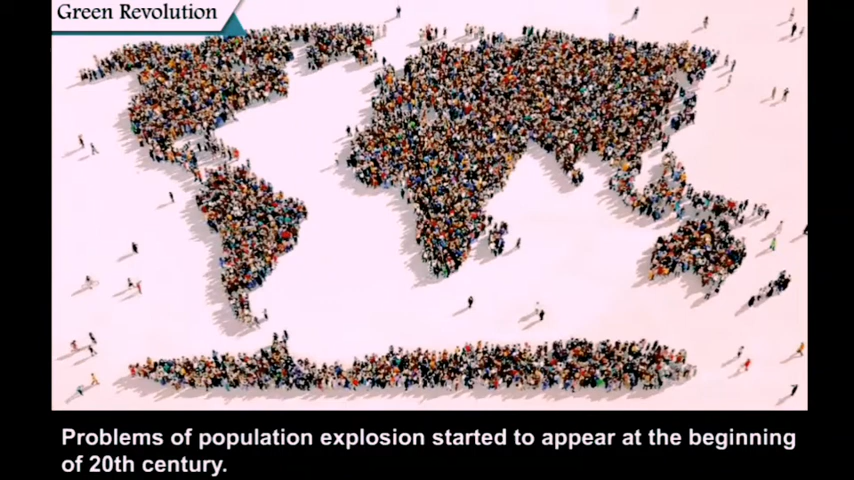 Green Revolution
Problems of population explosion started to appear at the beginning
of 20th century.